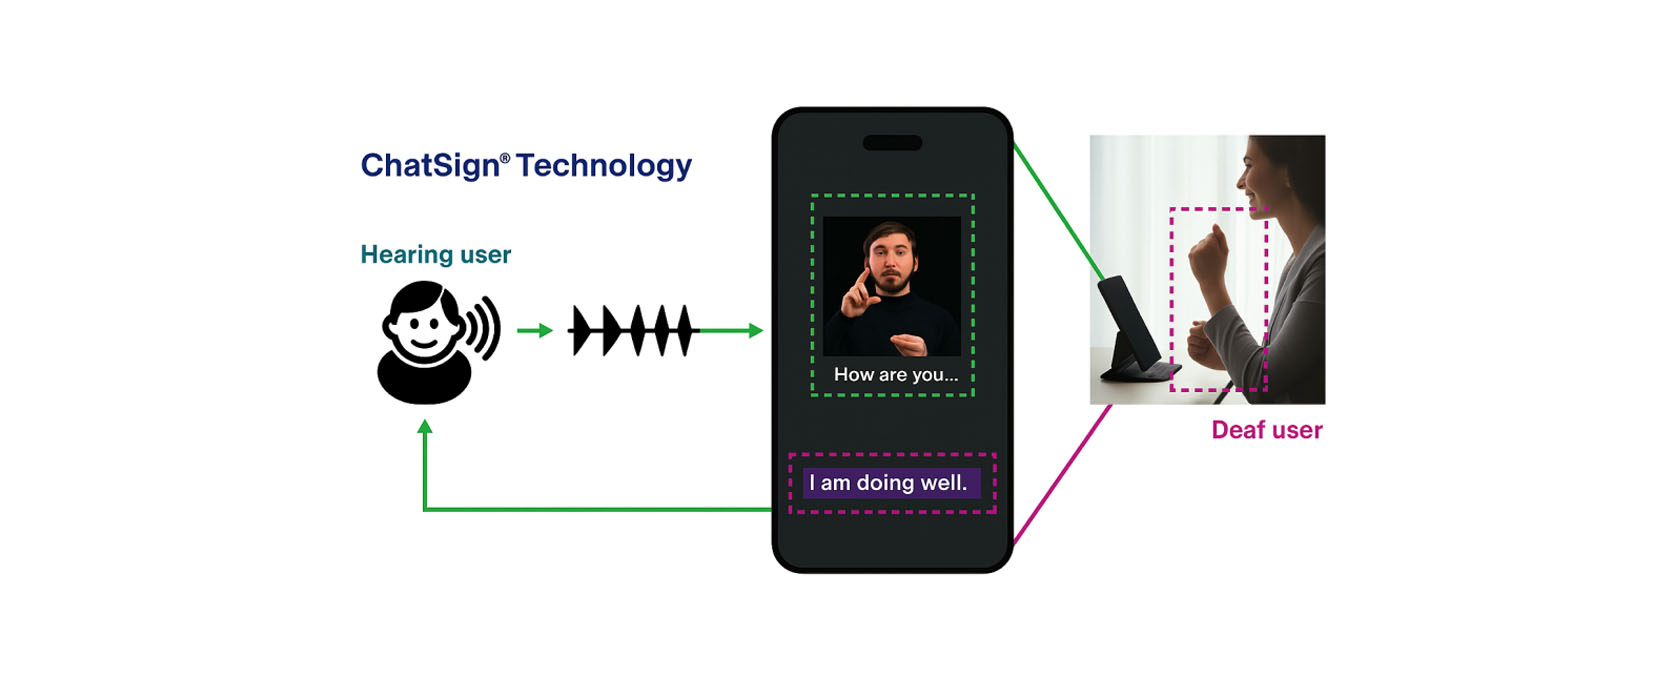 ChatSign® Technology
Hearing user
How are you...
I am doing well.
Deaf user